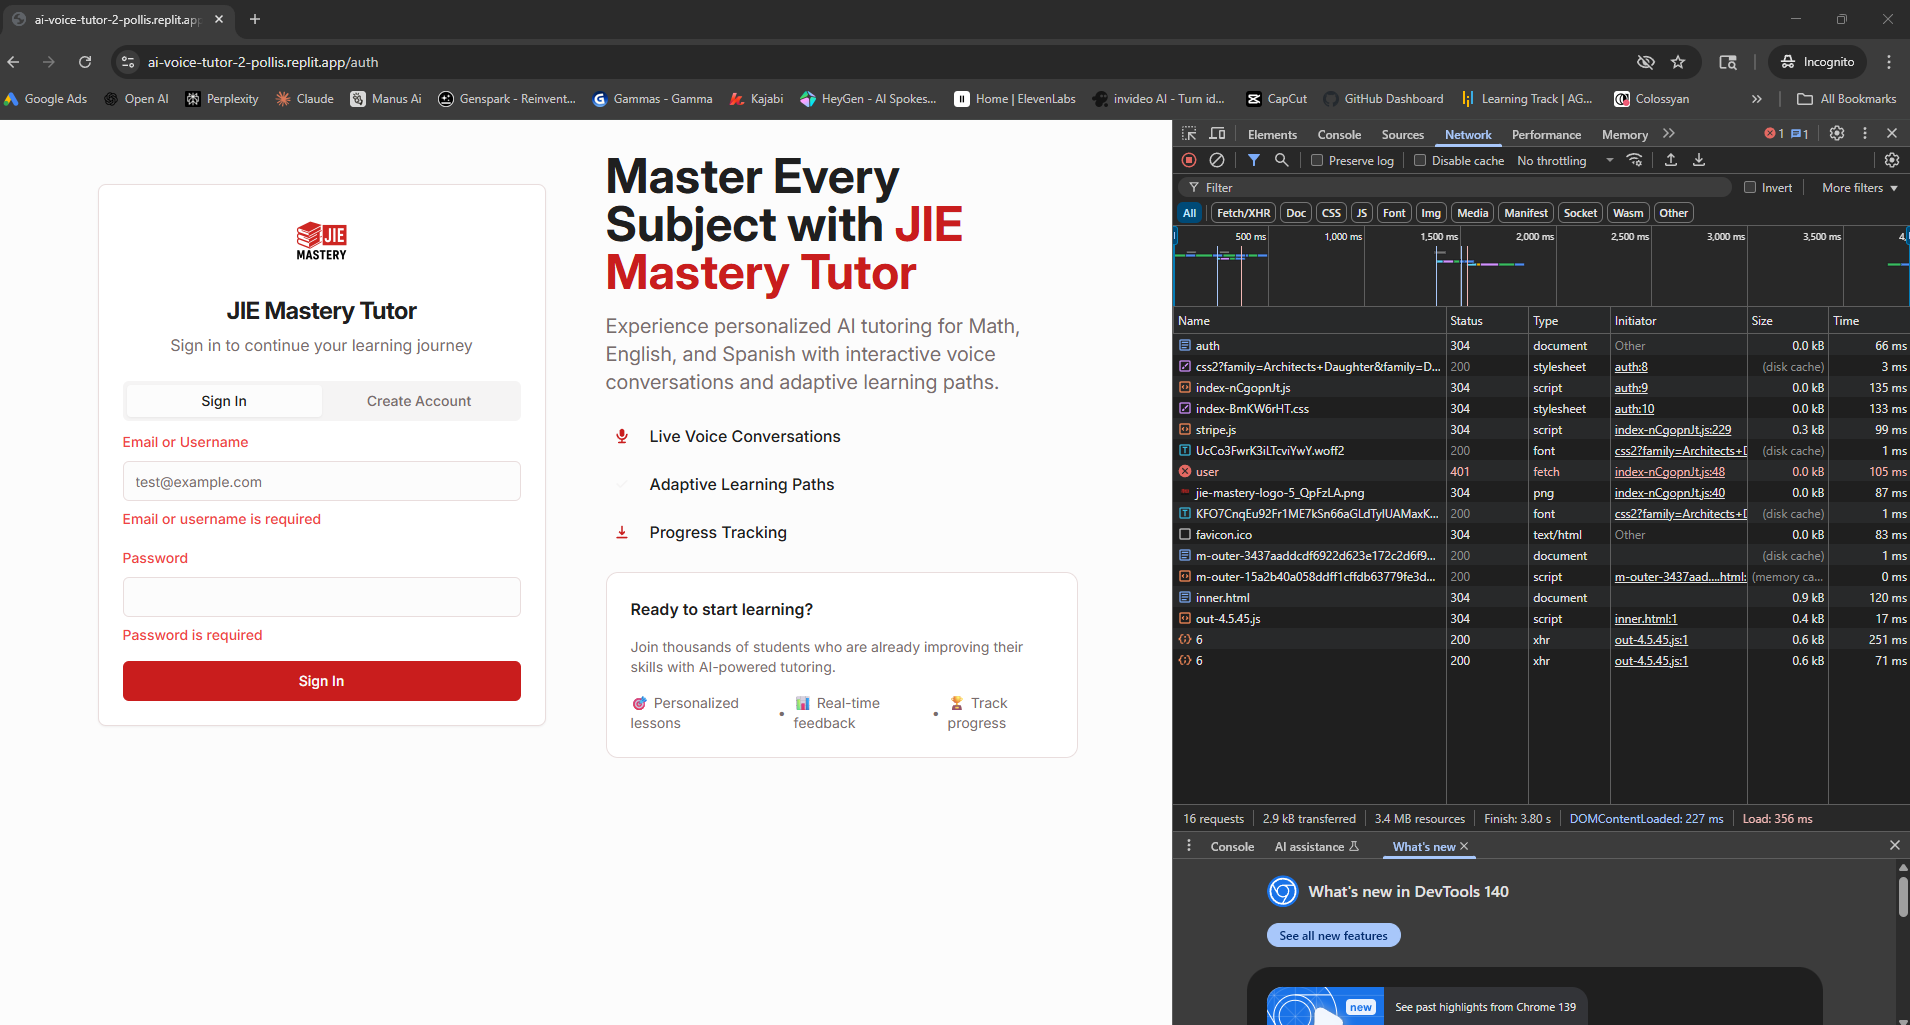 ai-voice-tutor-2-pollis.replit.app
ai-voice-tutor-2-pollis.replit.app/auth
Incognito
Google Ads
Open AI
Perplexity
Claude
Manus Ai
Genspark - Reinvent...
Gammas - Gamma
Kajabi
HeyGen - AI Spokes...
Home | ElevenLabs
invideo AI - Turn id...
CapCut
GitHub Dashboard
Learning Track | AG...
Colossyan
All Bookmarks
JIE
MASTERY
JIE Mastery Tutor
Sign in to continue your learning journey
Sign In
Create Account
Email or Username
test@example.com
Email or username is required
Password
Password is required
Sign In
Master Every
Subject with JIE
Mastery Tutor
Experience personalized AI tutoring for Math,
English, and Spanish with interactive voice
conversations and adaptive learning paths.
Live Voice Conversations
Adaptive Learning Paths
Progress Tracking
Ready to start learning?
Join thousands of students who are already improving their
skills with AI-powered tutoring.
🎯 Personalized
lessons
•
📊 Real-time
feedback
•
🏆 Track
progress
Elements Console Sources Network Performance Memory 1 1
Preserve log Disable cache No throttling
Filter Invert More filters
All Fetch/XHR Doc CSS JS Font Img Media Manifest Socket Wasm Other
500 ms 1,000 ms 1,500 ms 2,000 ms 2,500 ms 3,000 ms 3,500 ms 4,
Name Status Type Initiator Size Time
auth 304 document Other 0.0 kB 66 ms
css2?family=Architects+Daughter&family=D... 200 stylesheet auth:8 (disk cache) 3 ms
index-nCgopnJt.js 304 script auth:9 0.0 kB 135 ms
index-BmKW6rHT.css 304 stylesheet auth:10 0.0 kB 133 ms
stripe.js 304 script index-nCgopnJt.js:229 0.3 kB 99 ms
UcCo3FwrK3iLTcviYwY.woff2 200 font css2?family=Architects+D (disk cache) 1 ms
user 401 fetch index-nCgopnJt.js:48 0.0 kB 105 ms
jie-mastery-logo-5_QpFzLA.png 304 png index-nCgopnJt.js:40 0.0 kB 87 ms
KFO7CnqEu92Fr1ME7kSn66aGLdTylUAMaxK... 200 font css2?family=Architects+D (disk cache) 1 ms
favicon.ico 304 text/html Other 0.0 kB 83 ms
m-outer-3437aaddcdf6922d623e172c2d6f9... 200 document (disk cache) 1 ms
m-outer-15a2b40a058ddff1cffdb63779fe3d... 200 script m-outer-3437aad....html: (memory ca... 0 ms
inner.html 304 document 0.9 kB 120 ms
out-4.5.45.js 304 script inner.html:1 0.4 kB 17 ms
6 200 xhr out-4.5.45.js:1 0.6 kB 251 ms
6 200 xhr out-4.5.45.js:1 0.6 kB 71 ms
16 requests 2.9 kB transferred 3.4 MB resources Finish: 3.80 s DOMContentLoaded: 227 ms Load: 356 ms
Console AI assistance What's new
What's new in DevTools 140
See all new features
new
See past highlights from Chrome 139